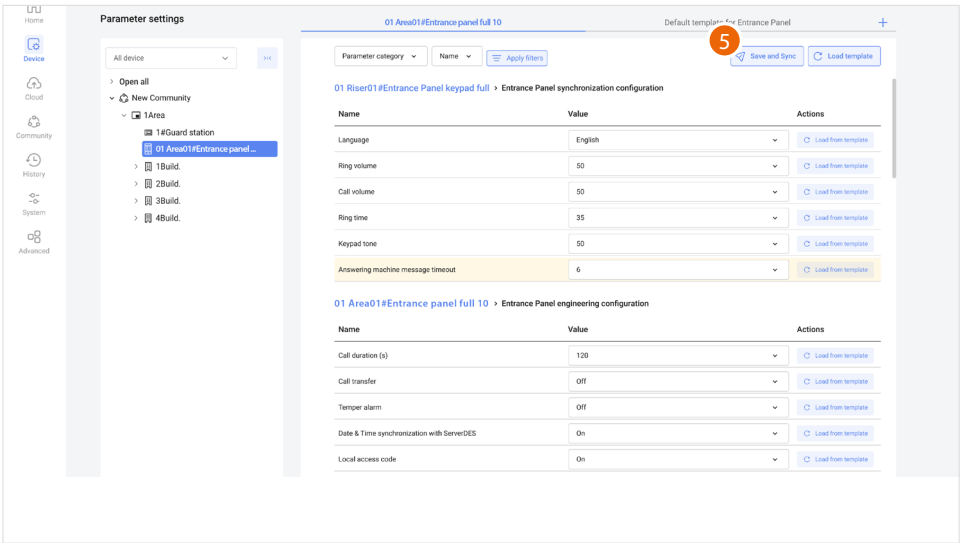 Home
Device
Cloud
Community
History
System
Advanced
Parameter settings
All device
Open all
New Community
1Area
1#Guard station
01 Area01#Entrance panel ...
1Build.
2Build.
3Build.
4Build.
01 Area01#Entrance panel full 10
Default template for Entrance Panel
+
5
Parameter category
Name
Apply filters
Save and Sync
Load template
01 Riser01#Entrance Panel keypad full > Entrance Panel synchronization configuration
Name Value Actions
Language English Load from template
Ring volume 50 Load from template
Call volume 50 Load from template
Ring time 35 Load from template
Keypad tone 50 Load from template
Answering machine message timeout 6 Load from template
01 Area01#Entrance panel full 10 > Entrance Panel engineering configuration
Name Value Actions
Call duration (s) 120 Load from template
Call transfer Off Load from template
Temper alarm Off Load from template
Date & Time synchronization with ServerDES On Load from template
Local access code On Load from template